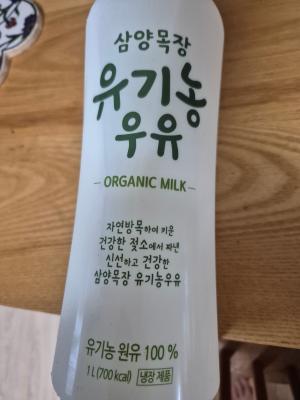 삼양목장
유기농
우유
ORGANIC MILK
자연방목하여 키운
건강한 젖소에서 짜낸
신선하고 건강한
삼양목장 유기농우유
유기농 원유 100 %
1L(700 kcal) 냉장 제품